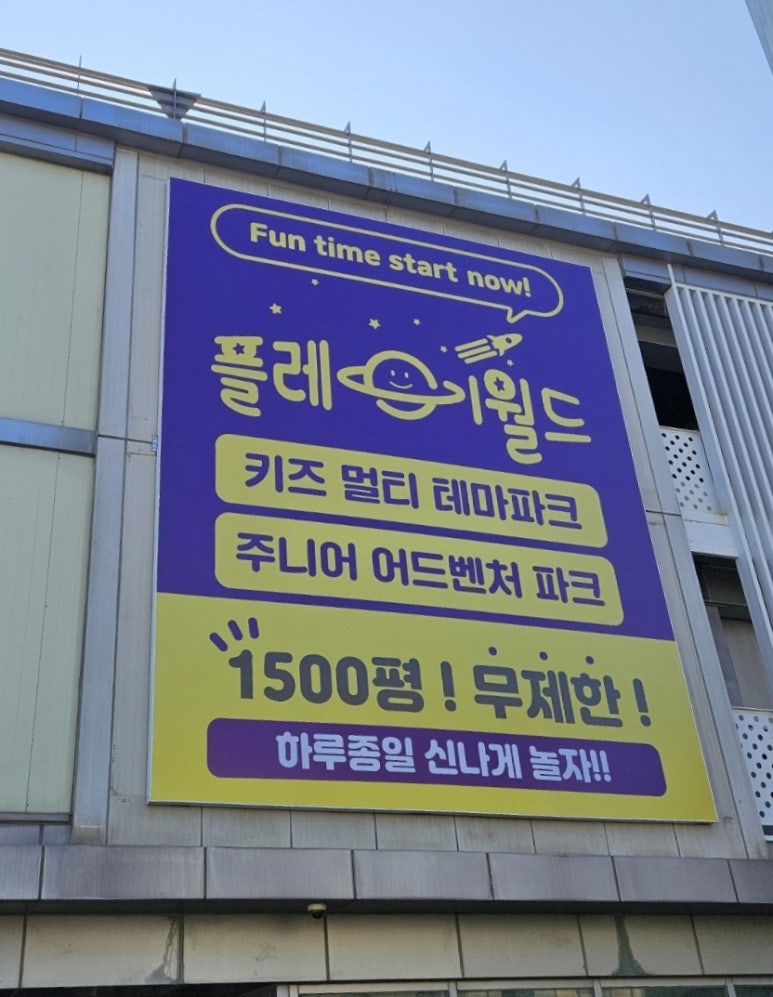 Fun time start now!
플레이월드
키즈 멀티 테마파크
주니어 어드벤처 파크
1500평! 무제한!
하루종일 신나게 놀자!!